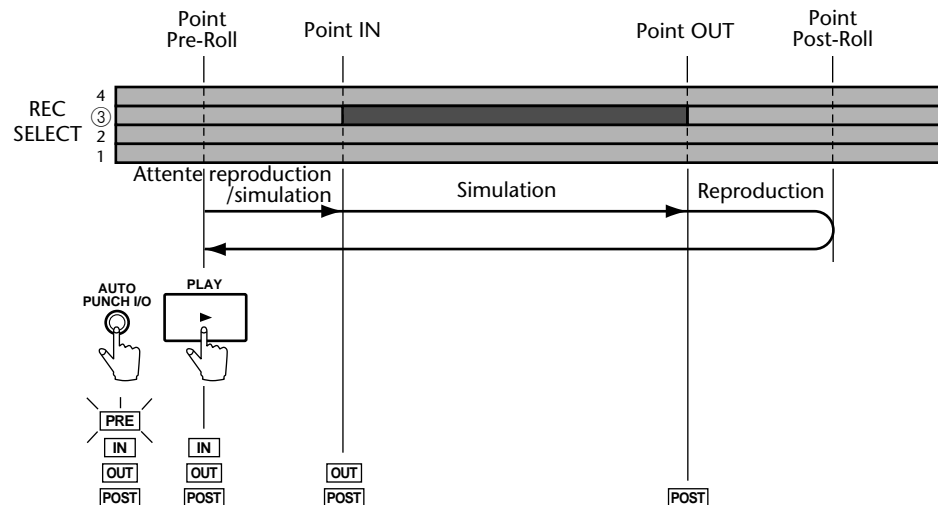 Point Pre-Roll
Point IN
Point OUT
Point Post-Roll
REC SELECT
4
③
2
1
Attente reproduction /simulation
Simulation
Reproduction
AUTO PUNCH I/O
PLAY
PRE
IN
OUT
POST
IN
OUT
POST
OUT
POST
POST